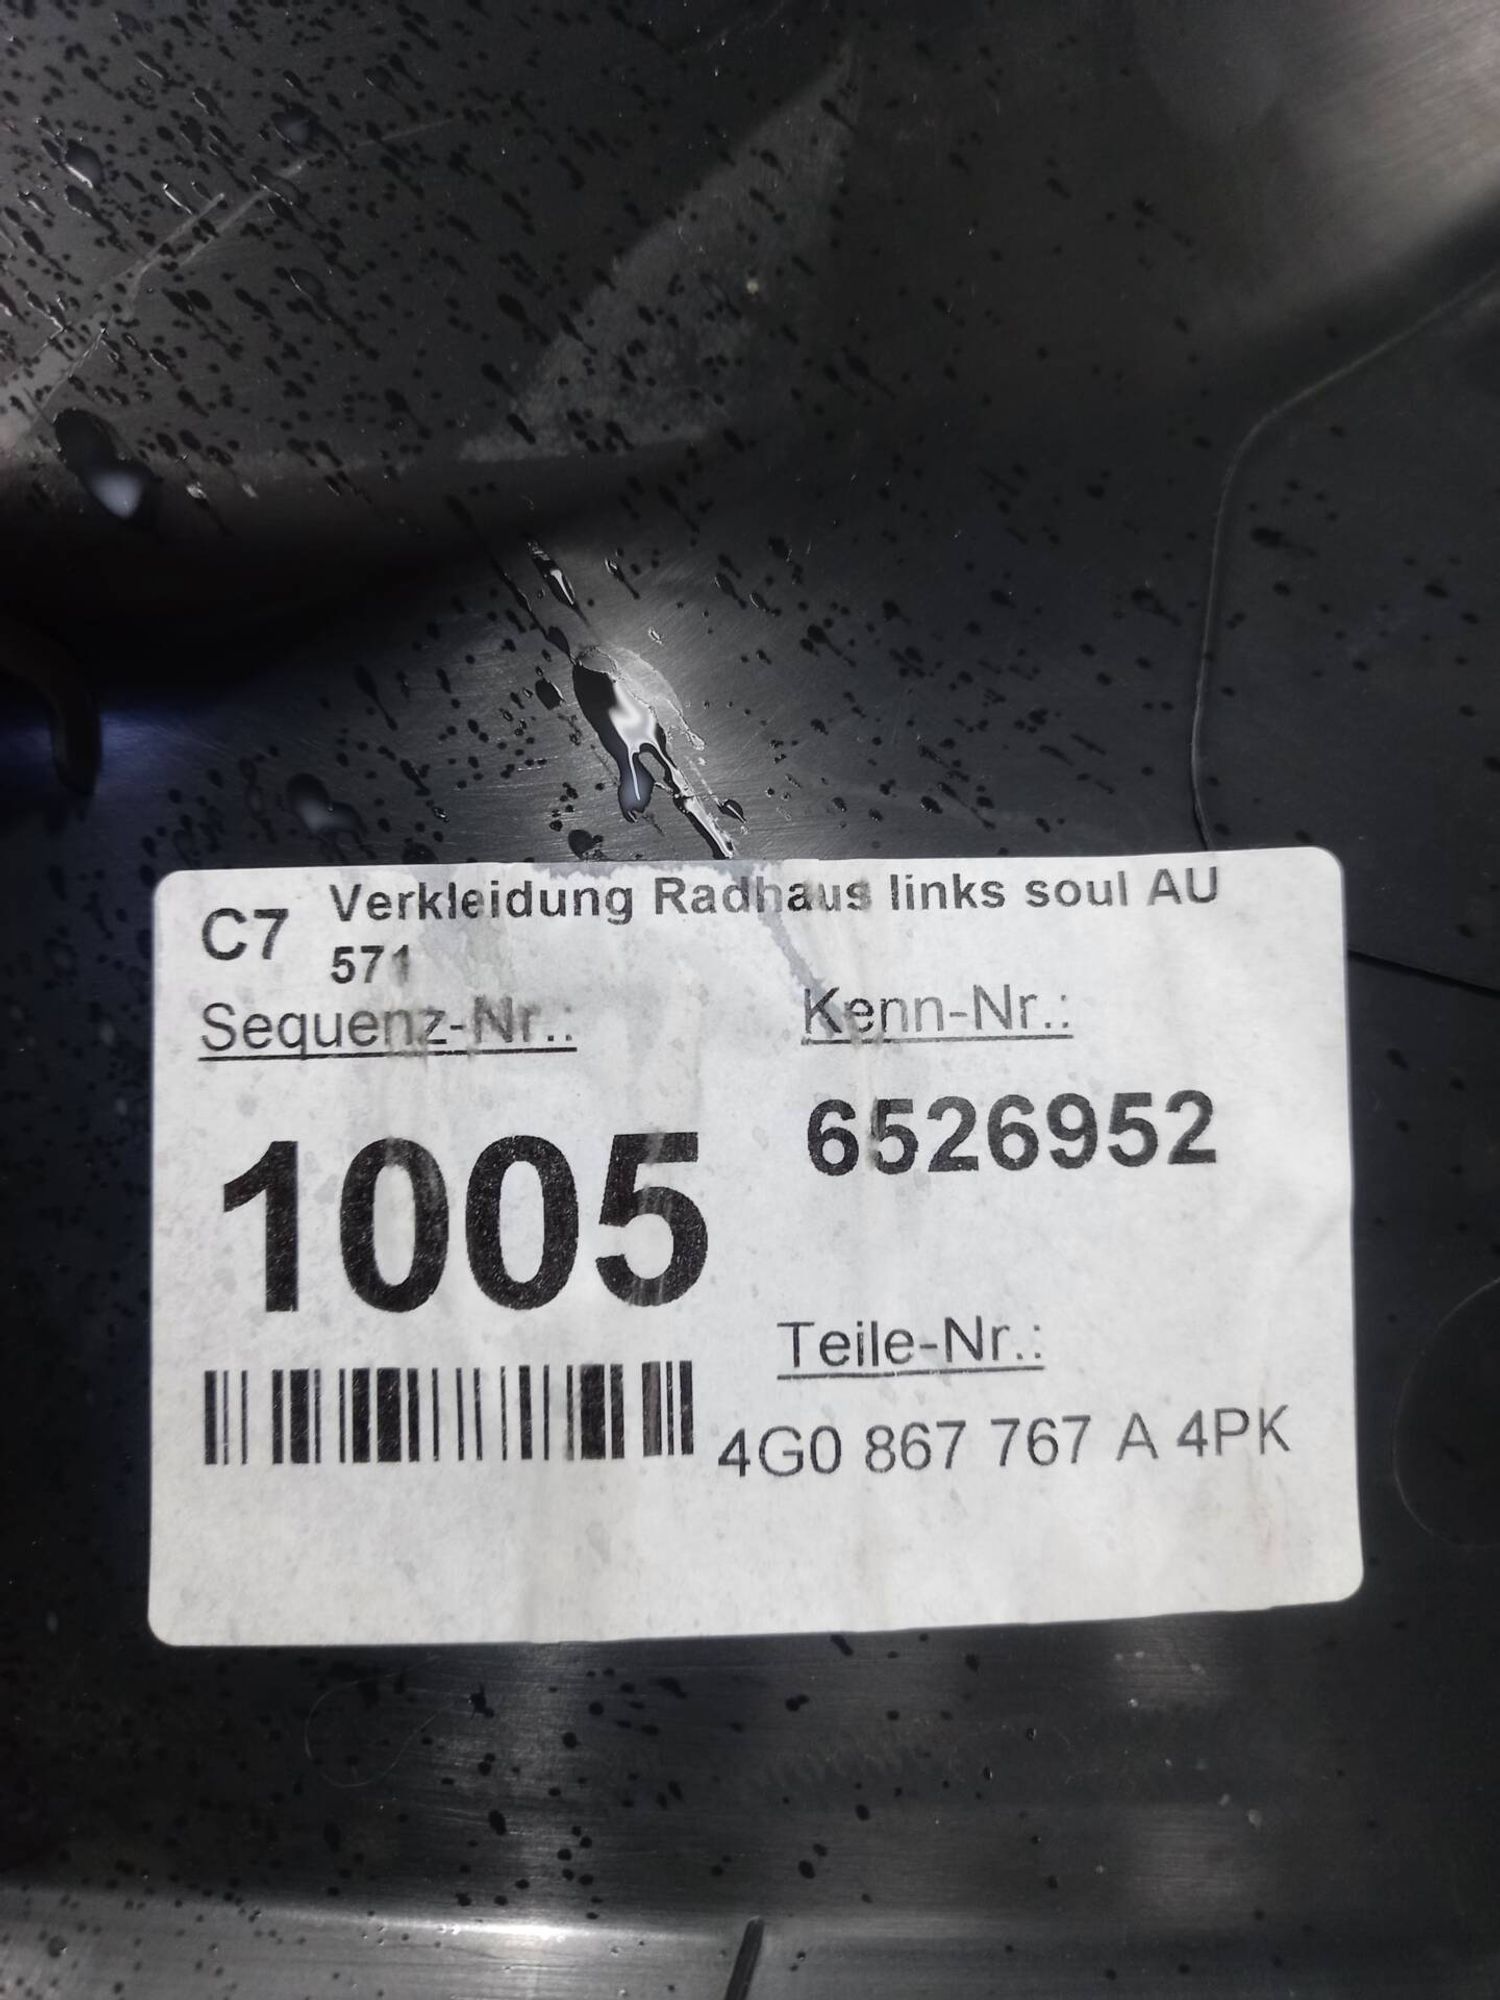 C7 Verkleidung Radhaus links soul AU
571
Sequenz-Nr.: Kenn-Nr.:
1005 6526952
Teile-Nr.:
4G0 867 767 A 4PK